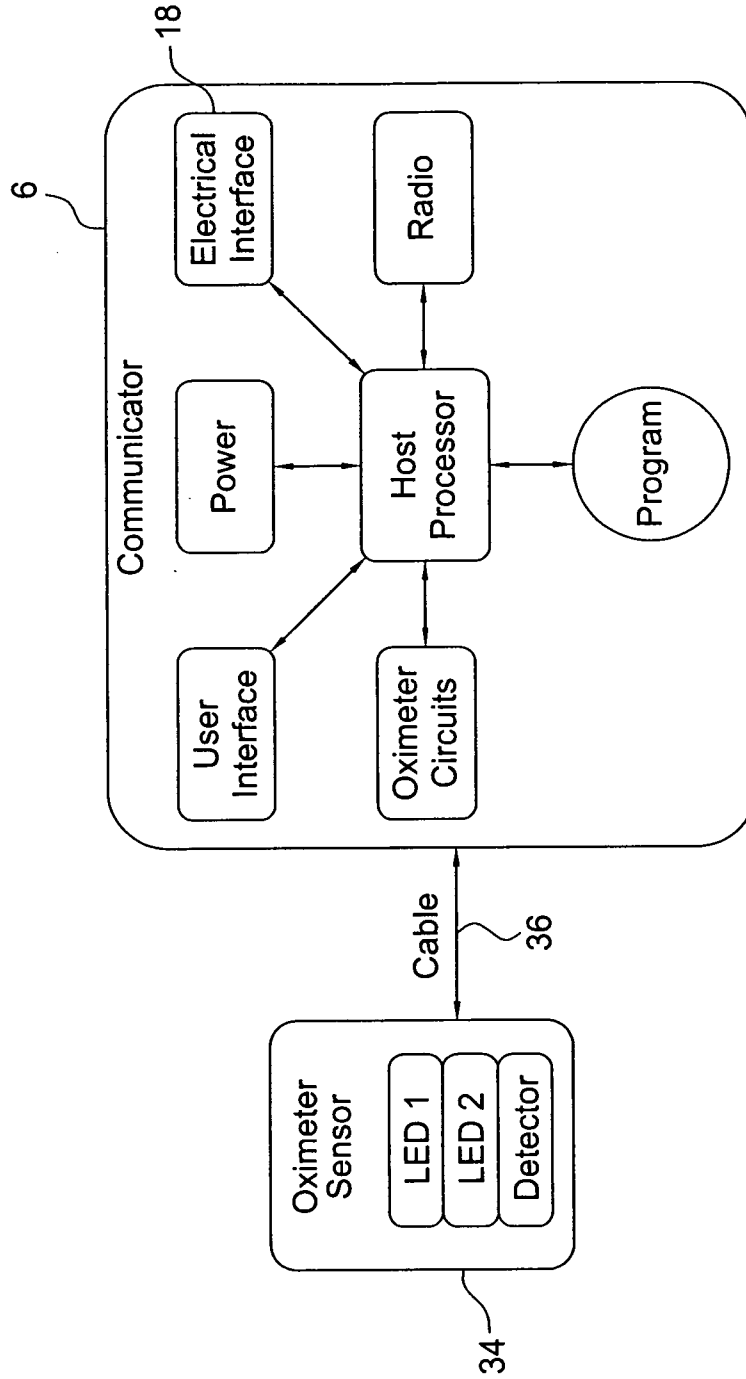 6
Communicator
18
User
Interface
Power
Electrical
Interface
Oximeter
Circuits
Host
Processor
Radio
Program
Cable
36
Oximeter
Sensor
LED 1
LED 2
Detector
34